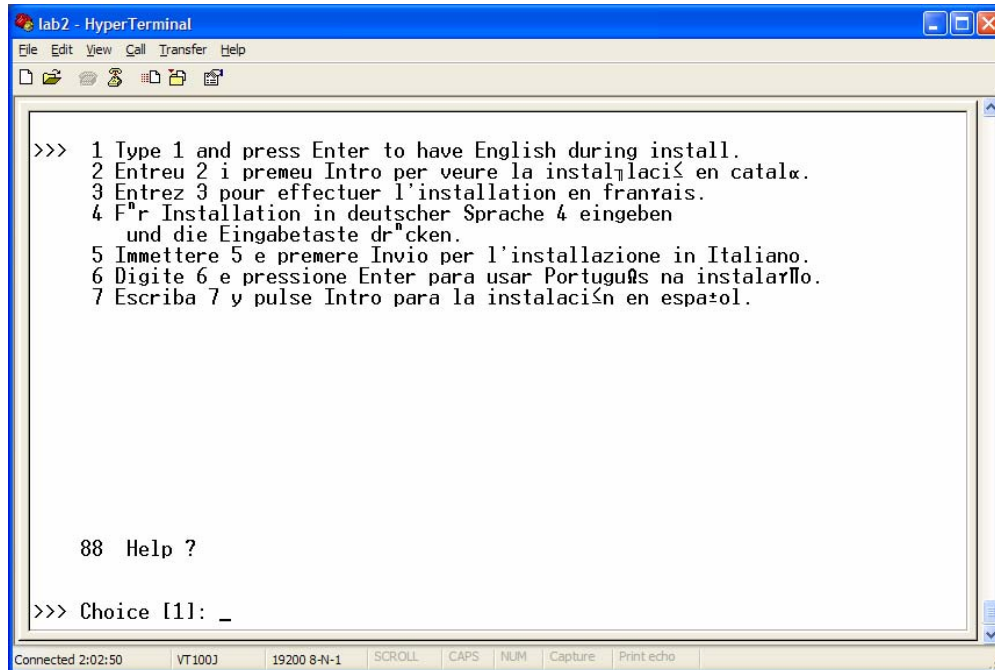 lab2 - HyperTerminal
File Edit View Call Transfer Help
>>> 1 Type 1 and press Enter to have English during install.
2 Entreu 2 i premeu Intro per veure la instal╖laci≤ en catalα.
3 Entrez 3 pour effectuer l'installation en franτais.
4 Fⁿr Installation in deutscher Sprache 4 eingeben
und die Eingabetaste drⁿcken.
5 Immettere 5 e premere Invio per l'installazione in Italiano.
6 Digite 6 e pressione Enter para usar PortuguΩs na instalaτπo.
7 Escriba 7 y pulse Intro para la instalaci≤n en espa±ol.
88 Help ?
>>> Choice [1]: _
Connected 2:02:50 VT100J 19200 8-N-1 SCROLL CAPS NUM Capture Print echo